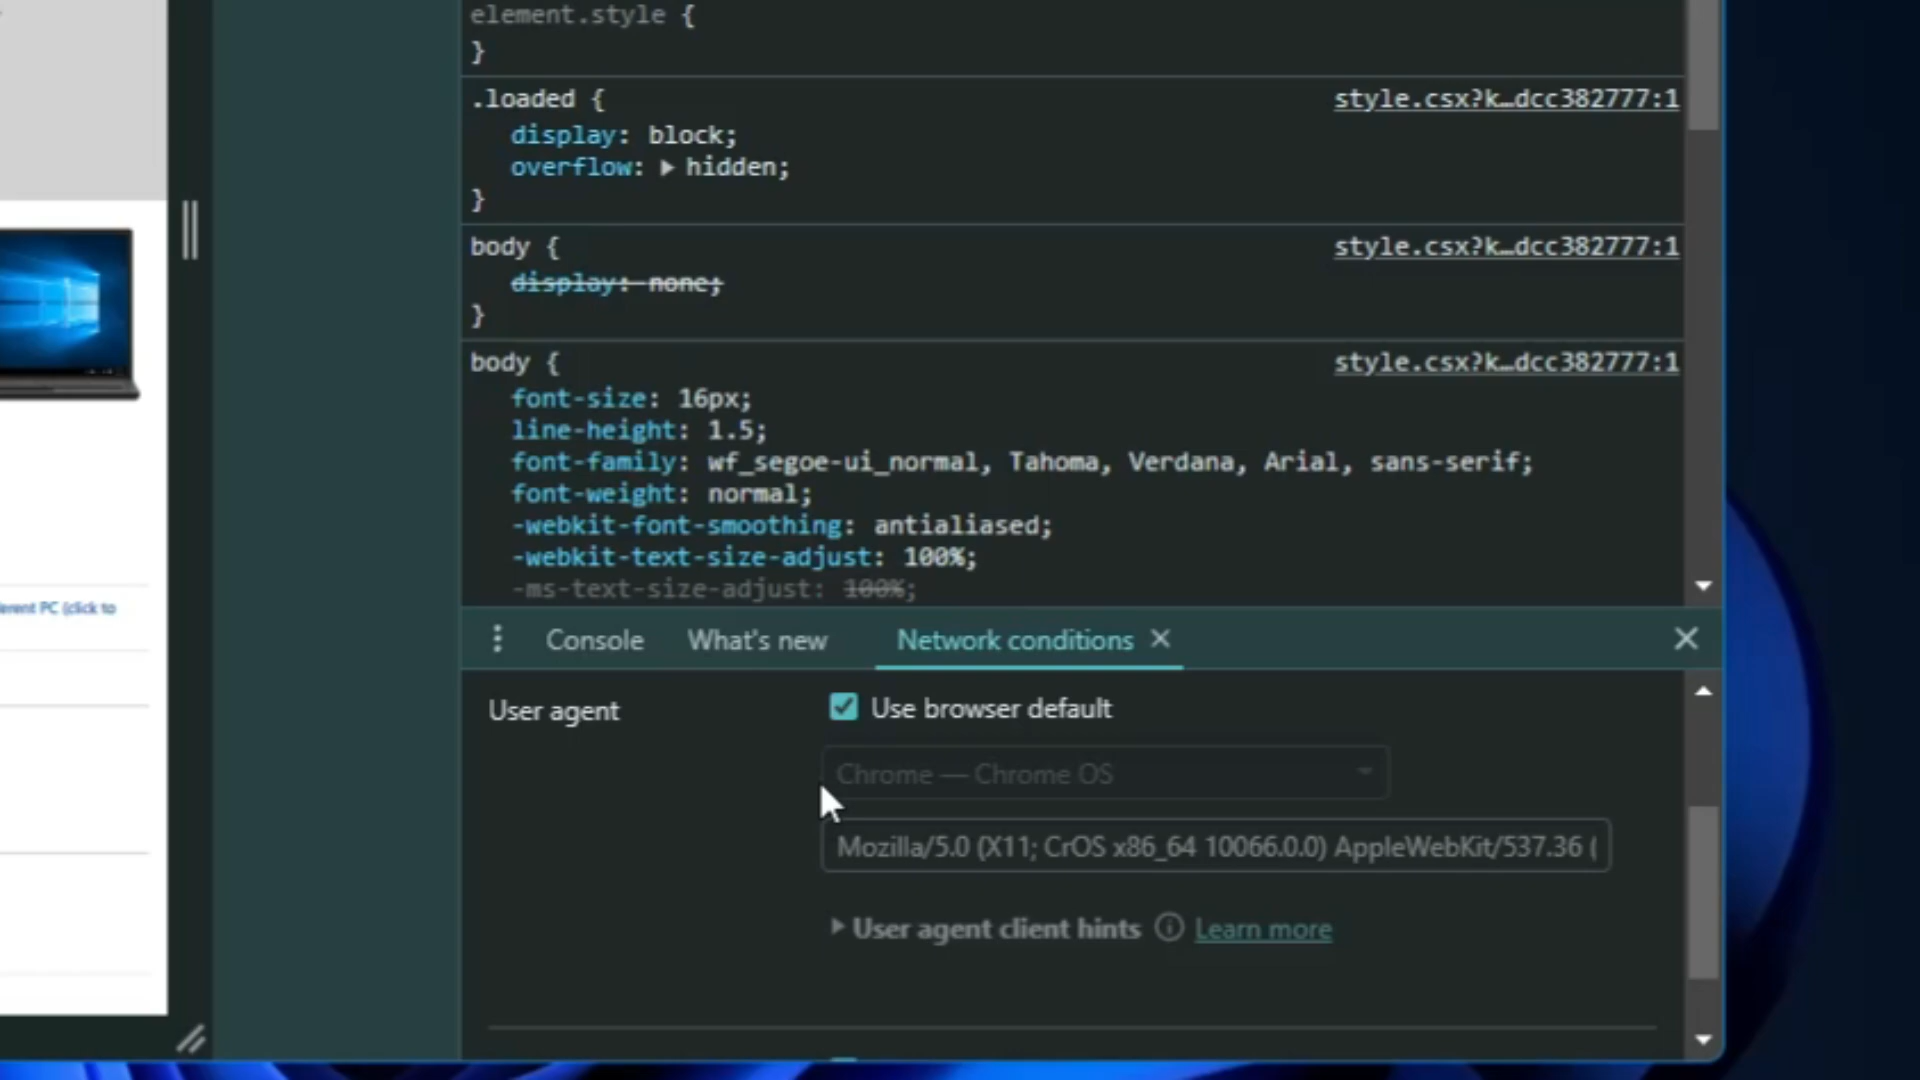 element.style {
}
.loaded { style.csx?k…dcc382777:1
display: block;
overflow: ▶ hidden;
}
body { style.csx?k…dcc382777:1
display: none;
}
body { style.csx?k…dcc382777:1
font-size: 16px;
line-height: 1.5;
font-family: wf_segoe-ui_normal, Tahoma, Verdana, Arial, sans-serif;
font-weight: normal;
-webkit-font-smoothing: antialiased;
-webkit-text-size-adjust: 100%;
-ms-text-size-adjust: 100%;
PC (click to
Console What's new Network conditions
User agent Use browser default
Chrome — Chrome OS
Mozilla/5.0 (X11; CrOS x86_64 10066.0.0) AppleWebKit/537.36 (
User agent client hints Learn more